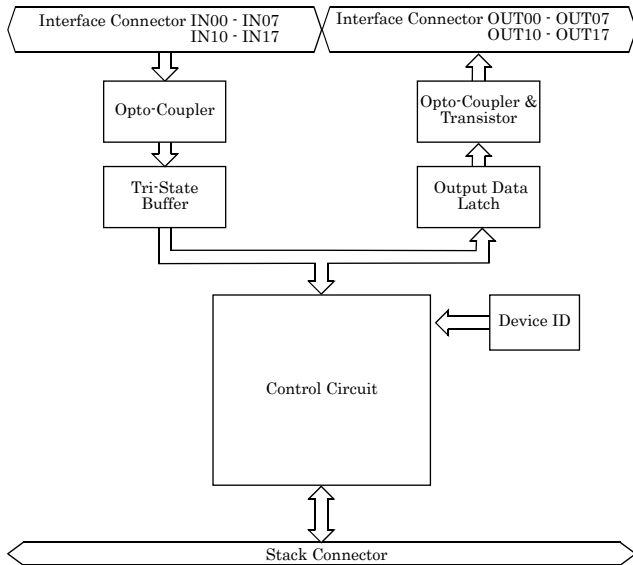 Interface Connector IN00 - IN07
IN10 - IN17
Interface Connector OUT00 - OUT07
OUT10 - OUT17
Opto-Coupler
Opto-Coupler &
Transistor
Tri-State
Buffer
Output Data
Latch
Device ID
Control Circuit
Stack Connector